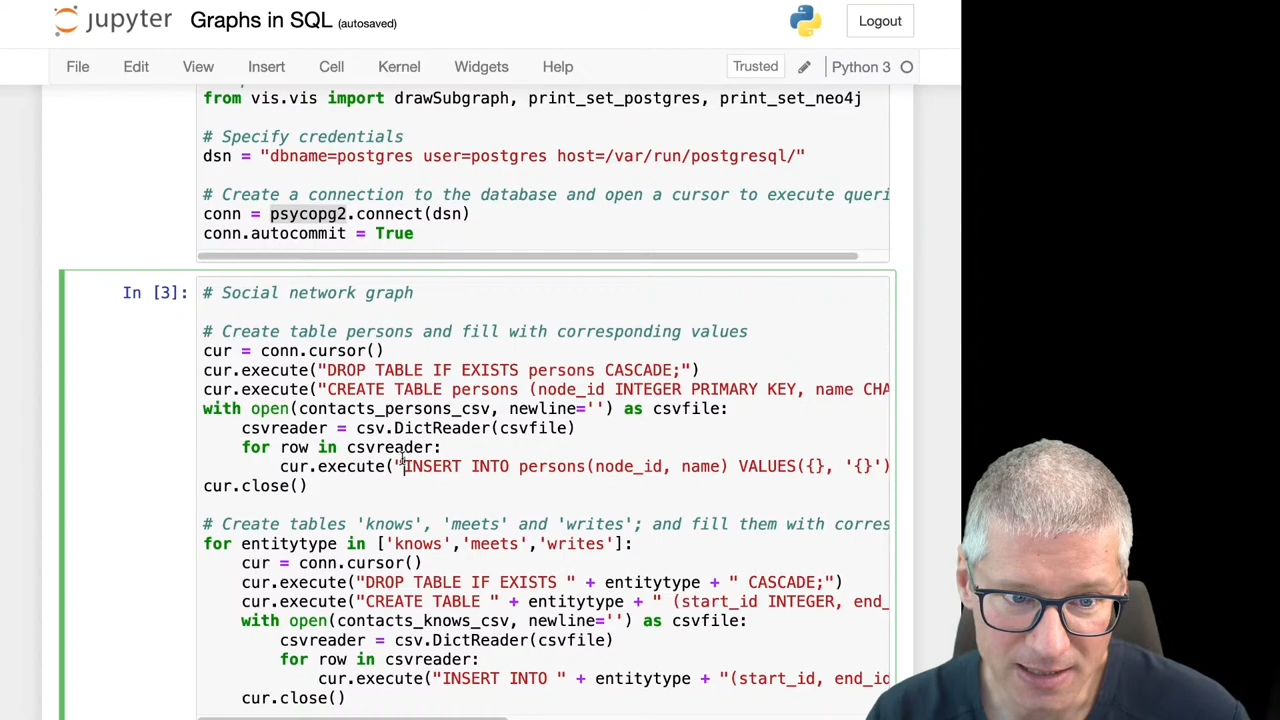 jupyter Graphs in SQL (autosaved) Logout
File Edit View Insert Cell Kernel Widgets Help Trusted Python 3
from vis.vis import drawSubgraph, print_set_postgres, print_set_neo4j
# Specify credentials
dsn = "dbname=postgres user=postgres host=/var/run/postgresql/"
# Create a connection to the database and open a cursor to execute queri
conn = psycopg2.connect(dsn)
conn.autocommit = True
In [3]: # Social network graph
# Create table persons and fill with corresponding values
cur = conn.cursor()
cur.execute("DROP TABLE IF EXISTS persons CASCADE;")
cur.execute("CREATE TABLE persons (node_id INTEGER PRIMARY KEY, name CHA
with open(contacts_persons_csv, newline='') as csvfile:
csvreader = csv.DictReader(csvfile)
for row in csvreader:
cur.execute("INSERT INTO persons(node_id, name) VALUES({}, '{}')
cur.close()
# Create tables 'knows', 'meets' and 'writes'; and fill them with corres
for entitytype in ['knows','meets','writes']:
cur = conn.cursor()
cur.execute("DROP TABLE IF EXISTS " + entitytype + " CASCADE;")
cur.execute("CREATE TABLE " + entitytype + " (start_id INTEGER, end_
with open(contacts_knows_csv, newline='') as csvfile:
csvreader = csv.DictReader(csvfile)
for row in csvreader:
cur.execute("INSERT INTO " + entitytype + "(start_id, end_id
cur.close()